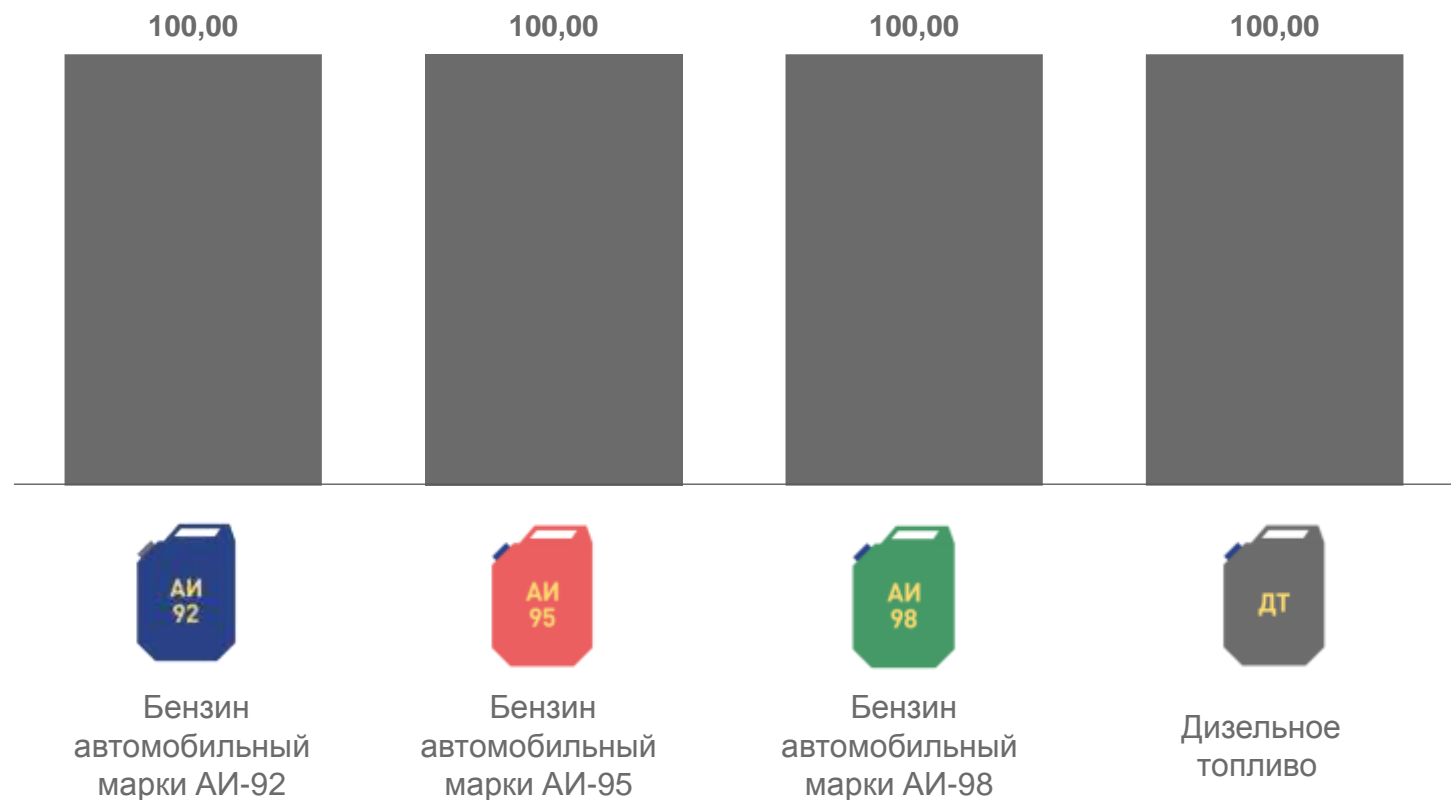 100,00
100,00
100,00
100,00
АИ
92
АИ
95
АИ
98
ДТ
Бензин
автомобильный
марки АИ-92
Бензин
автомобильный
марки АИ-95
Бензин
автомобильный
марки АИ-98
Дизельное
топливо